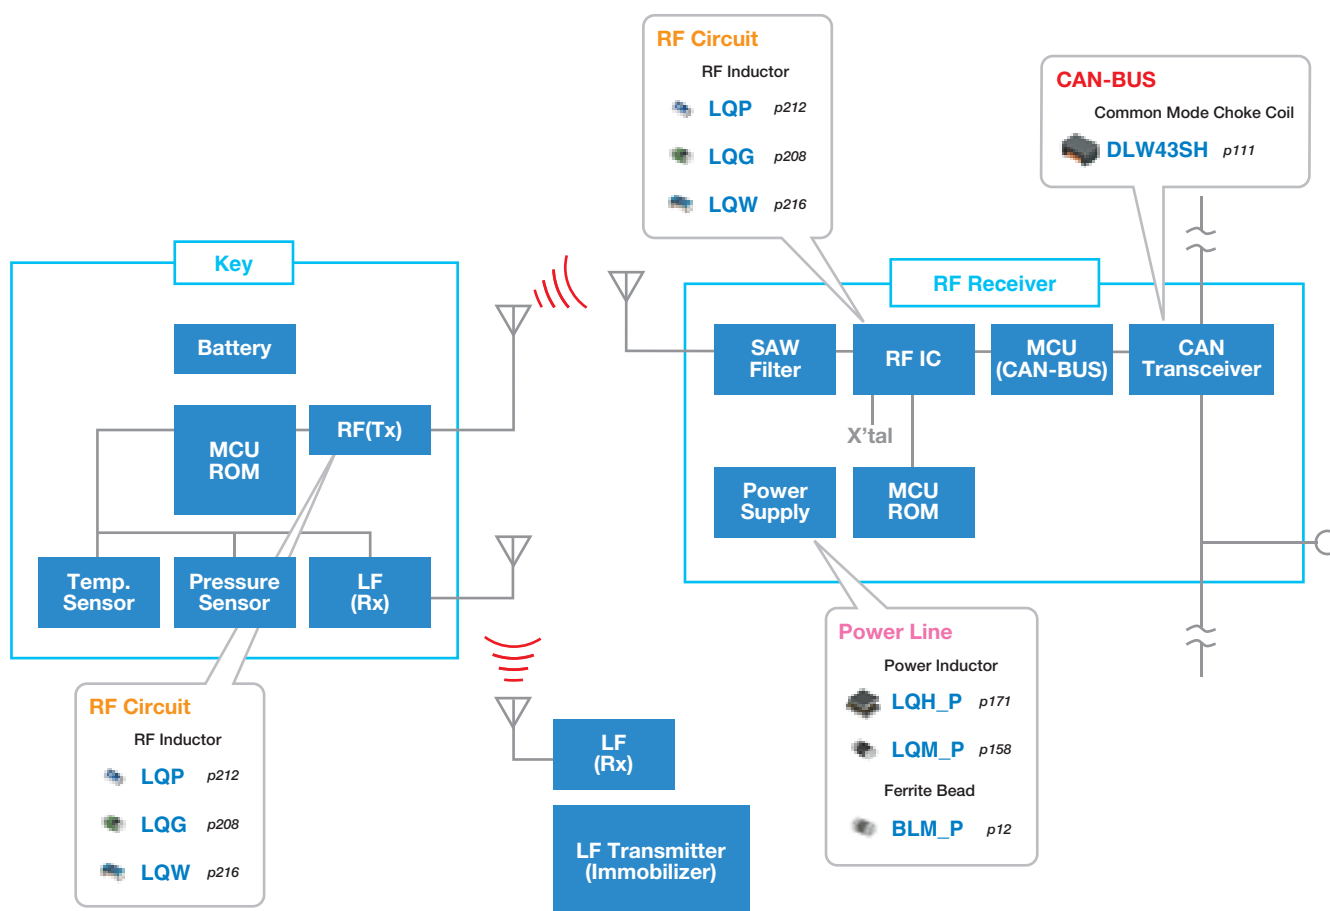 RF Circuit
RF Inductor
LQP p212
LQG p208
LQW p216
CAN-BUS
Common Mode Choke Coil
DLW43SH p111
Key
Battery
MCU
ROM
RF(Tx)
Temp.
Sensor
Pressure
Sensor
LF
(Rx)
RF Receiver
SAW
Filter
RF IC
MCU
(CAN-BUS)
CAN
Transceiver
X'tal
Power
Supply
MCU
ROM
RF Circuit
RF Inductor
LQP p212
LQG p208
LQW p216
LF
(Rx)
LF Transmitter
(Immobilizer)
Power Line
Power Inductor
LQH_P p171
LQM_P p158
Ferrite Bead
BLM_P p12